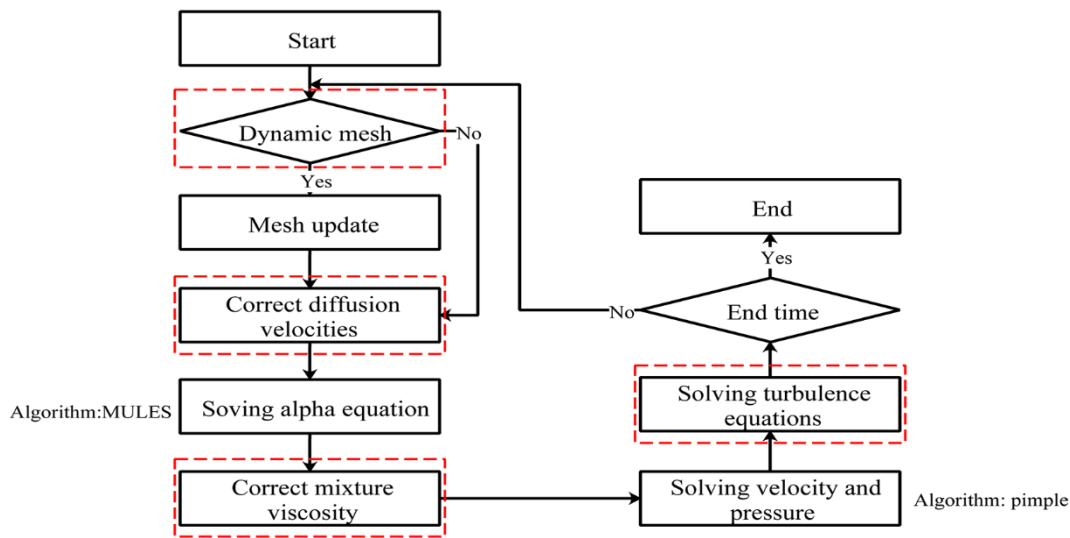 Start
Dynamic mesh
No
Yes
Mesh update
Correct diffusion
velocities
Algorithm:MULES
Soving alpha equation
Correct mixture
viscosity
Solving velocity and
pressure
Algorithm: pimple
Solving turbulence
equations
End time
No
Yes
End